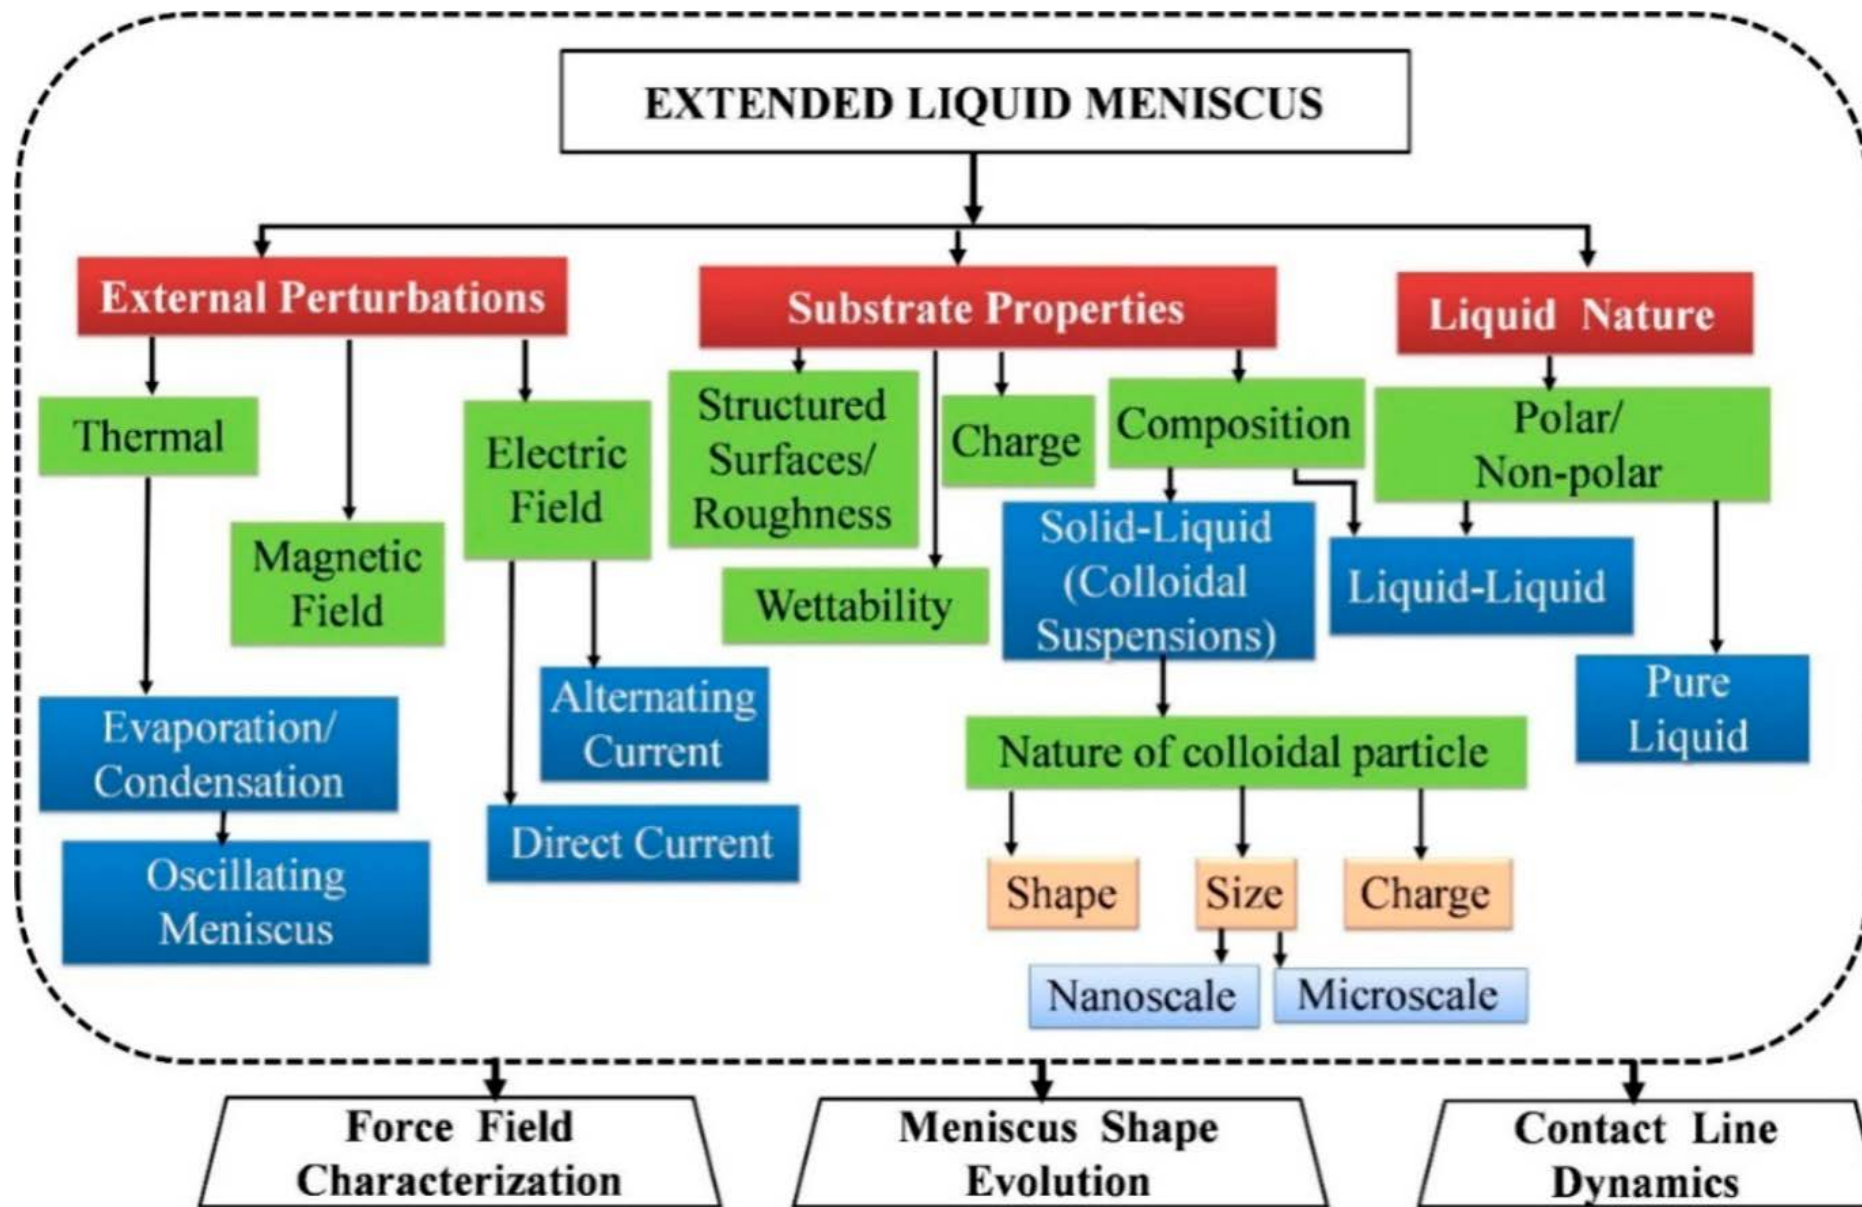 EXTENDED LIQUID MENISCUS
External Perturbations
Substrate Properties
Liquid Nature
Thermal
Magnetic
Field
Electric
Field
Structured
Surfaces/
Roughness
Wettability
Charge
Composition
Polar/
Non-polar
Solid-Liquid
(Colloidal
Suspensions)
Liquid-Liquid
Pure
Liquid
Evaporation/
Condensation
Alternating
Current
Direct Current
Oscillating
Meniscus
Nature of colloidal particle
Shape
Size
Charge
Nanoscale
Microscale
Force Field
Characterization
Meniscus Shape
Evolution
Contact Line
Dynamics